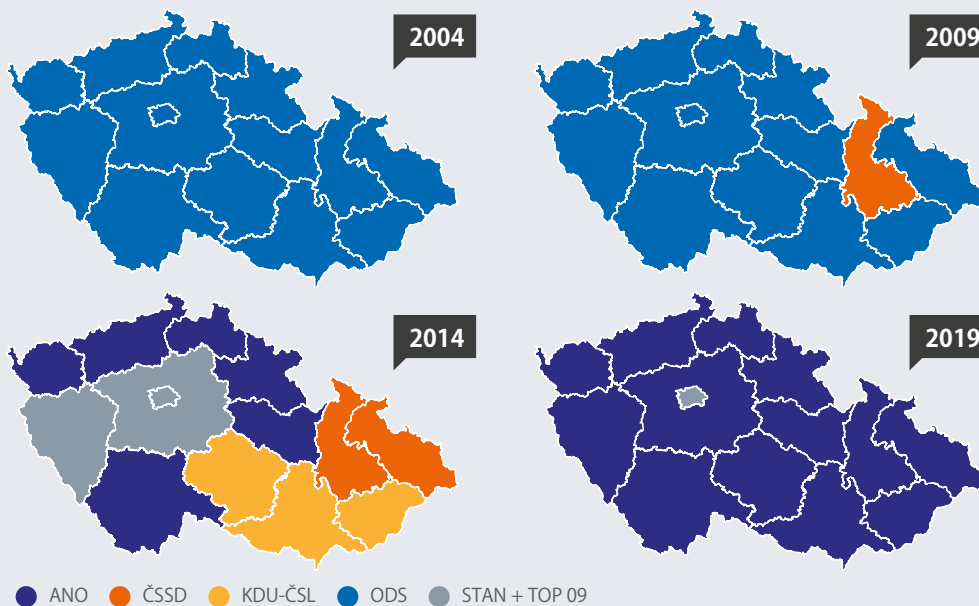 2004
2009
2014
2019
ANO ČSSD KDU-ČSL ODS STAN + TOP 09